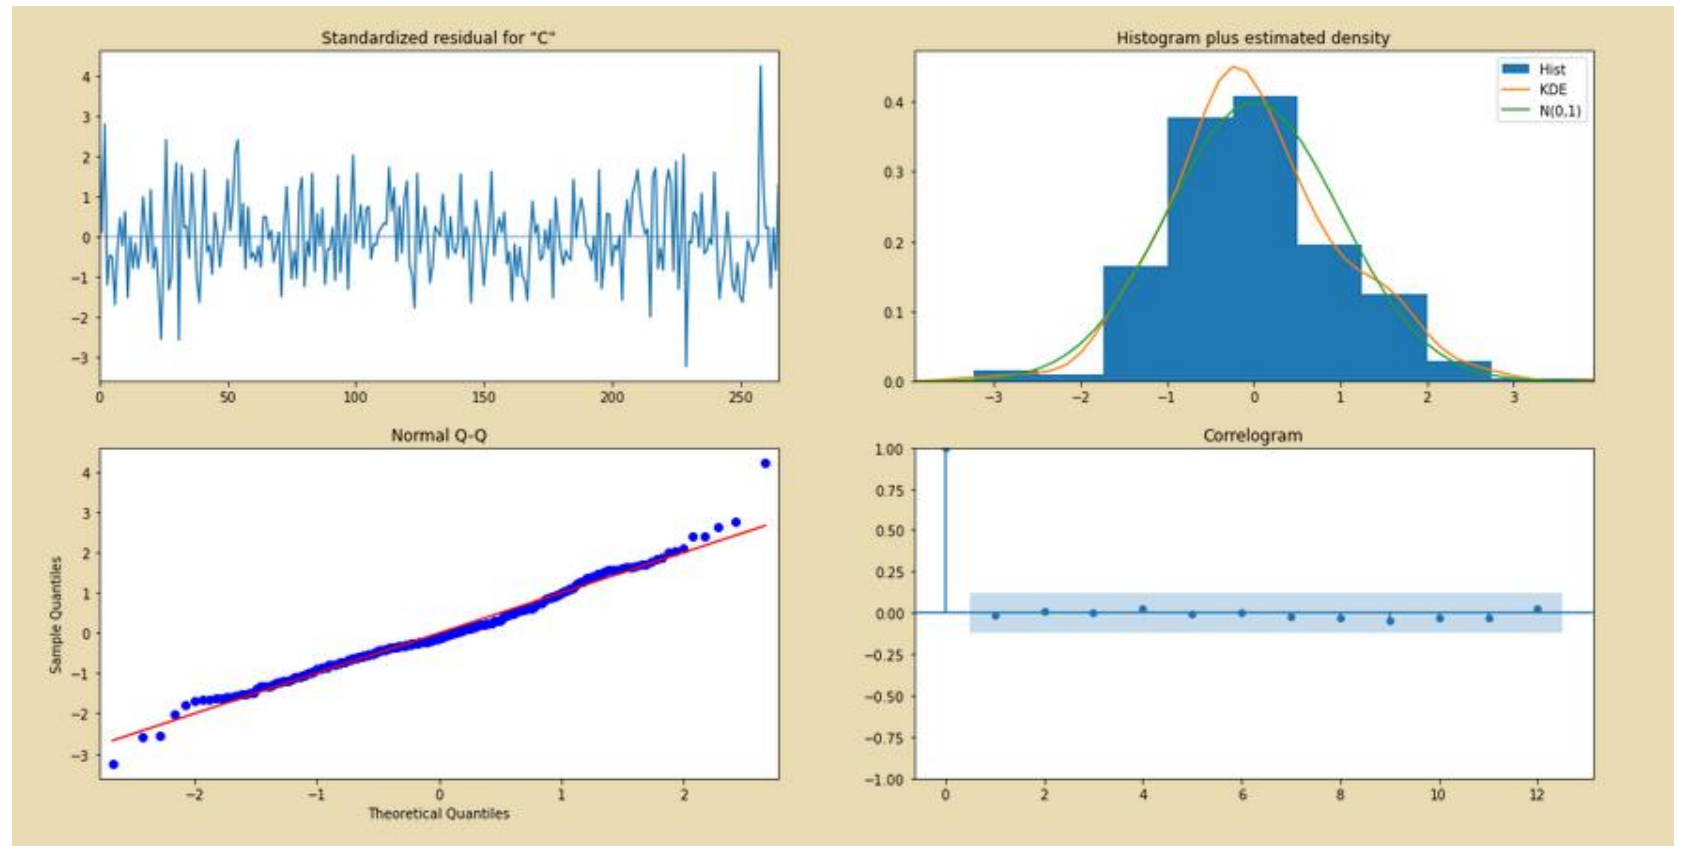 Standardized residual for "C"
4
3
2
1
0
−1
−2
−3
0 50 100 150 200 250
Histogram plus estimated density
Hist
KDE
N(0,1)
0.4
0.3
0.2
0.1
0.0
−3 −2 −1 0 1 2 3
Normal Q-Q
Sample Quantiles
4
3
2
1
0
−1
−2
−3
−2 −1 0 1 2
Theoretical Quantiles
Correlogram
1.00
0.75
0.50
0.25
0.00
−0.25
−0.50
−0.75
−1.00
0 2 4 6 8 10 12